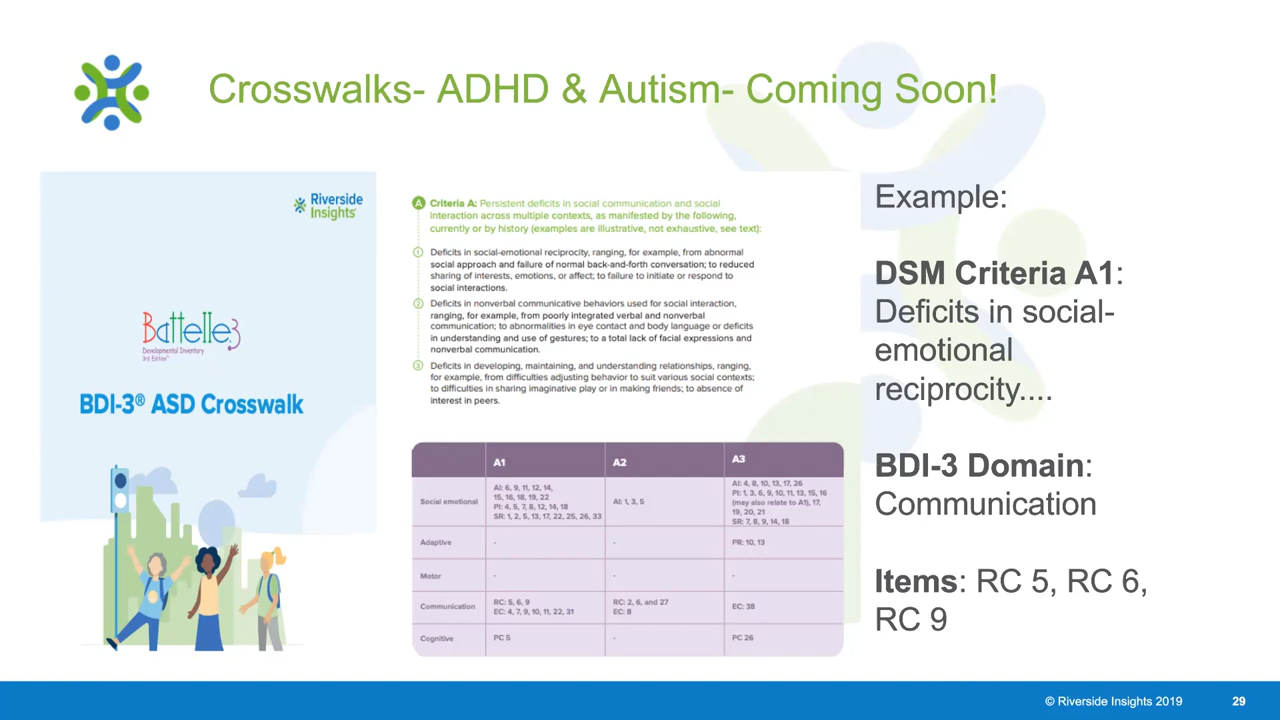 Crosswalks- ADHD & Autism- Coming Soon!
Riverside
Insights
Battelle3
Developmental Inventory
3rd Edition™
BDI-3® ASD Crosswalk
A Criteria A: Persistent deficits in social communication and social
interaction across multiple contexts, as manifested by the following,
currently or by history (examples are illustrative, not exhaustive, see text):
1 Deficits in social-emotional reciprocity, ranging, for example, from abnormal
social approach and failure of normal back-and-forth conversation; to reduced
sharing of interests, emotions, or affect; to failure to initiate or respond to
social interactions.
2 Deficits in nonverbal communicative behaviors used for social interaction,
ranging, for example, from poorly integrated verbal and nonverbal
communication; to abnormalities in eye contact and body language or deficits
in understanding and use of gestures; to a total lack of facial expressions and
nonverbal communication.
3 Deficits in developing, maintaining, and understanding relationships, ranging,
for example, from difficulties adjusting behavior to suit various social contexts;
to difficulties in sharing imaginative play or in making friends; to absence of
interest in peers.
A1 A2 A3
Social emotional
AI: 6, 9, 11, 12, 14,
15, 16, 18, 19, 22
PI: 4, 5, 7, 8, 12, 14, 18
SR: 1, 2, 5, 13, 17, 22, 25, 26, 33
AI: 1, 3, 5
AI: 4, 8, 10, 13, 17, 26
PI: 1, 3, 6, 9, 10, 11, 13, 15, 16
(may also relate to A1), 17,
19, 20, 21
SR: 7, 8, 9, 14, 18
Adaptive - - PR: 10, 13
Motor - - -
Communication
RC: 5, 6, 9
EC: 4, 7, 9, 10, 11, 22, 31
RC: 2, 6, and 27
EC: 8
EC: 38
Cognitive PC 5 - PC 26
Example:
DSM Criteria A1:
Deficits in social-
emotional
reciprocity....
BDI-3 Domain:
Communication
Items: RC 5, RC 6,
RC 9
© Riverside Insights 2019 29